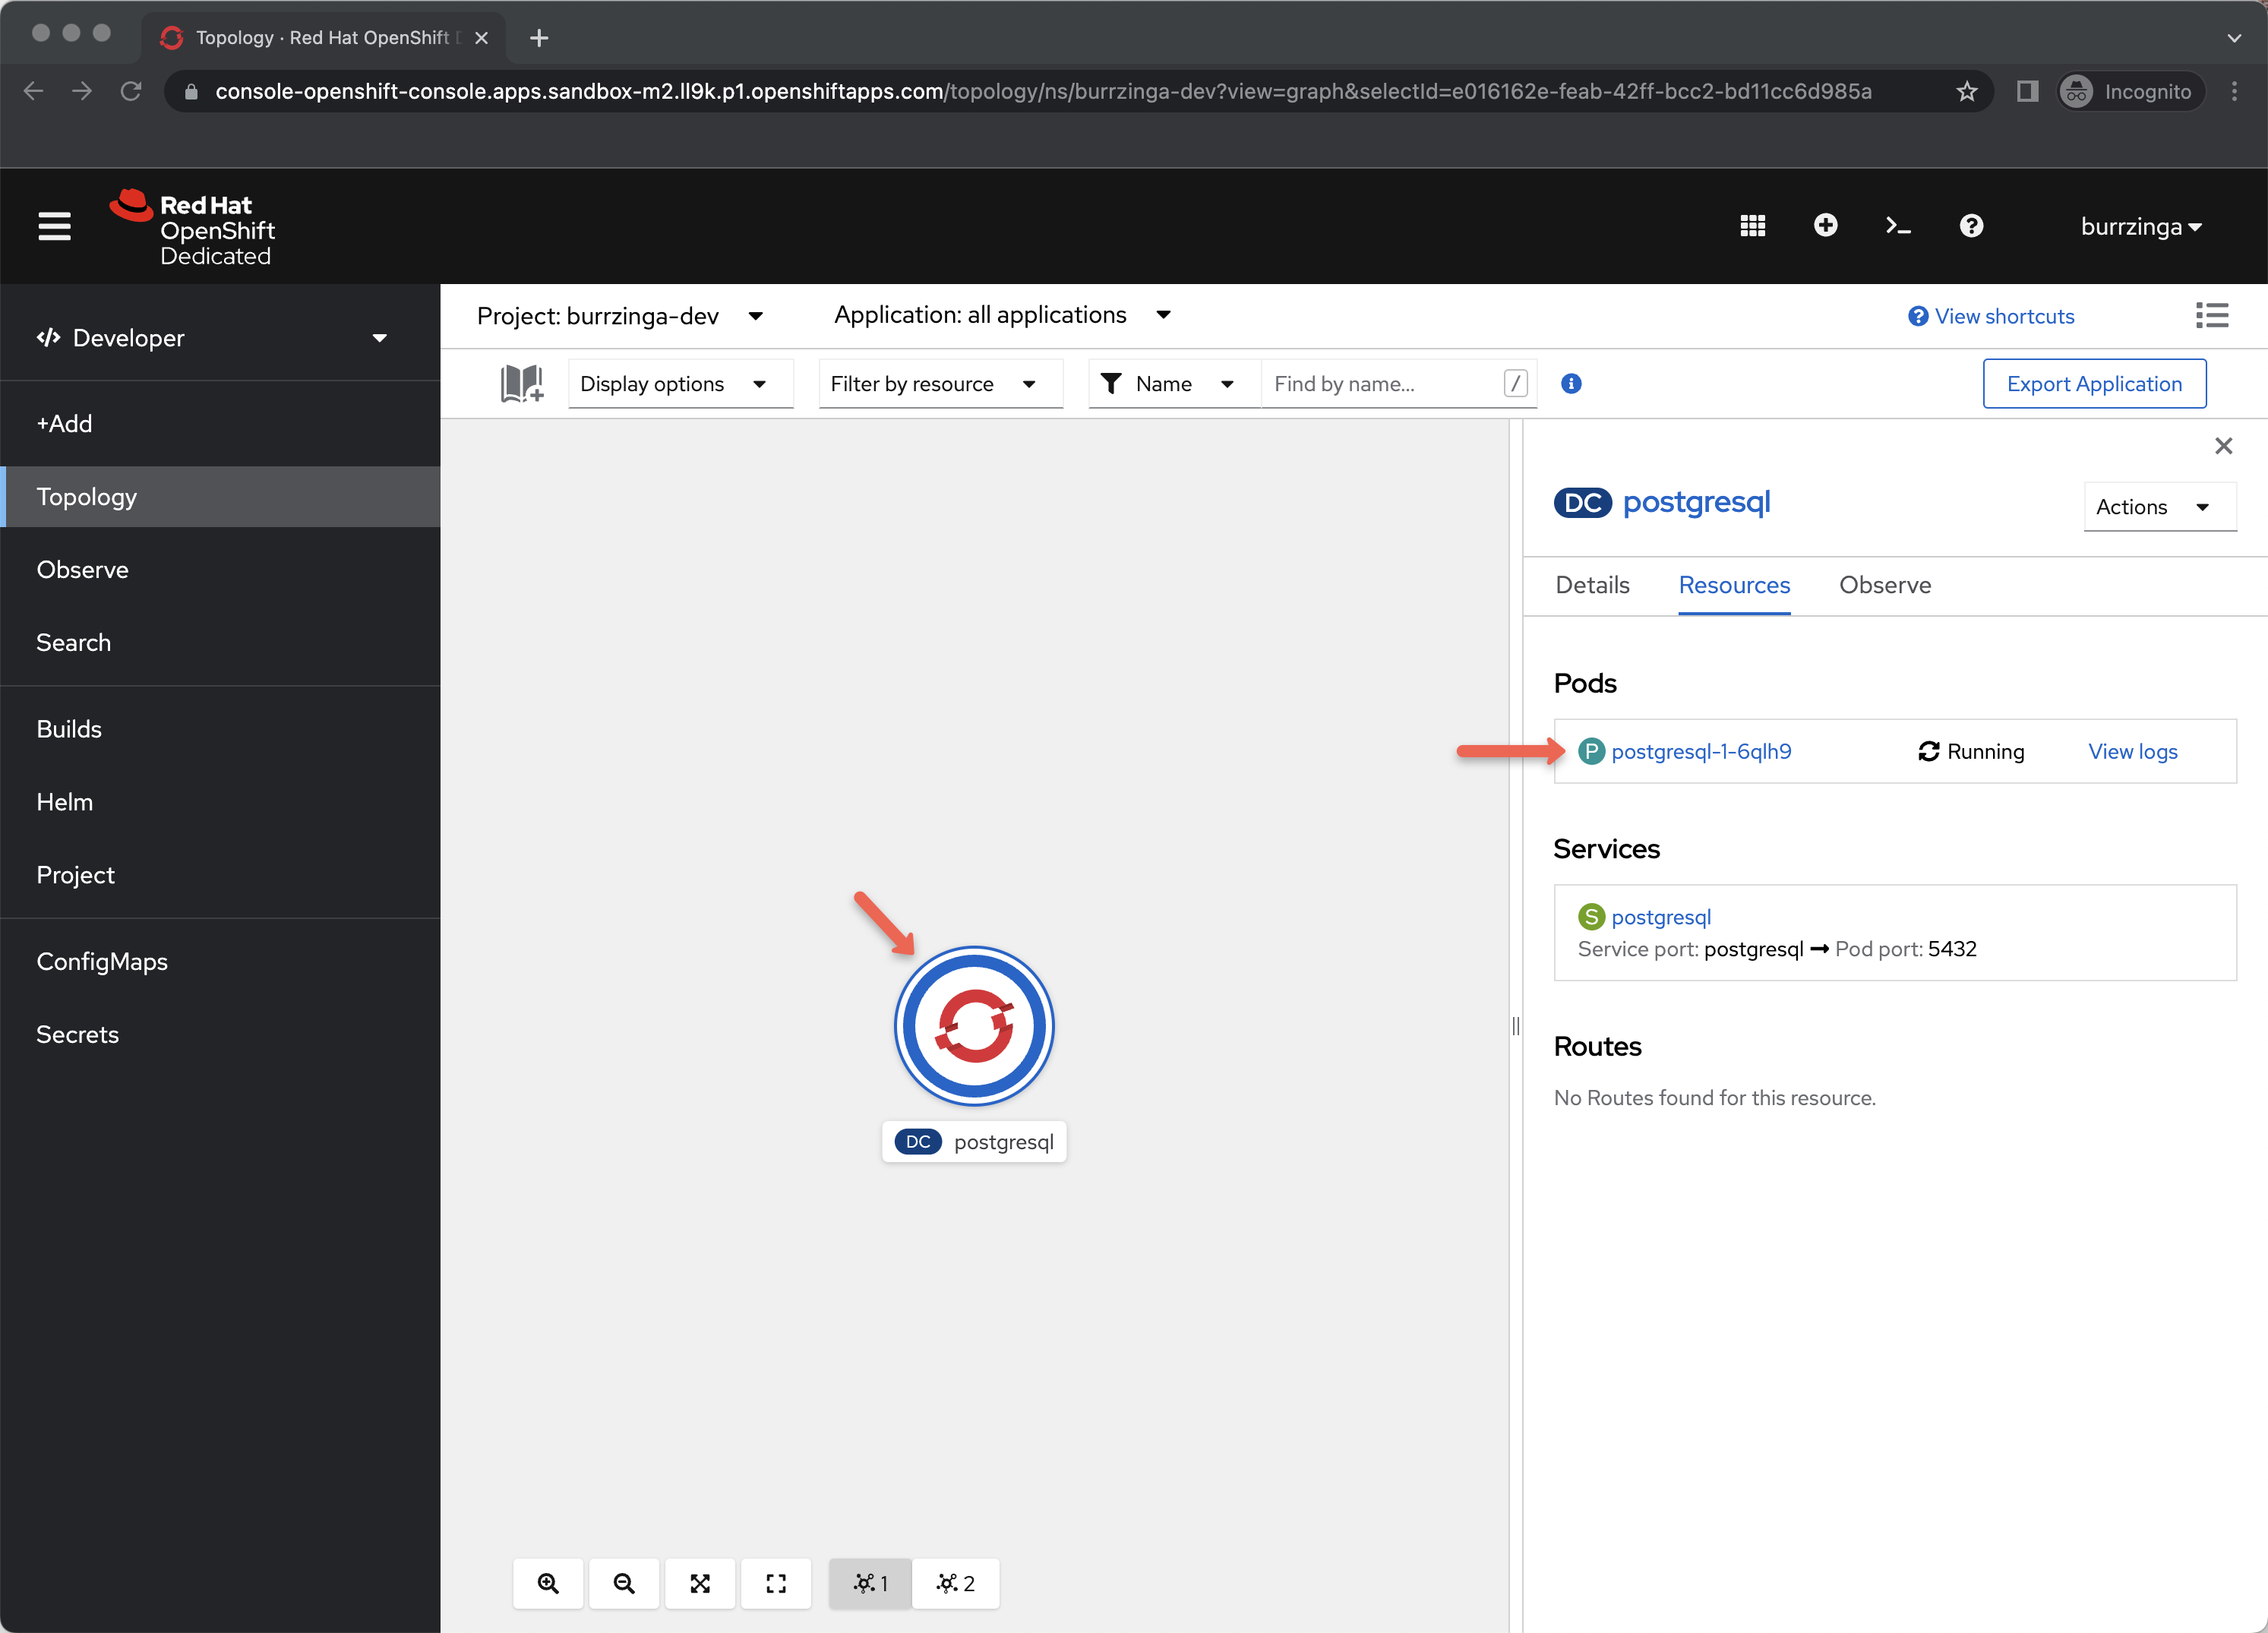 Topology · Red Hat OpenShift
console-openshift-console.apps.sandbox-m2.ll9k.p1.openshiftapps.com/topology/ns/burrzinga-dev?view=graph&selectId=e016162e-feab-42ff-bcc2-bd11cc6d985a
Incognito
Red Hat
OpenShift
Dedicated
burrzinga
Developer
+Add
Topology
Observe
Search
Builds
Helm
Project
ConfigMaps
Secrets
Project: burrzinga-dev
Application: all applications
View shortcuts
Display options
Filter by resource
Name
Find by name...
/
Export Application
DC postgresql
Actions
Details
Resources
Observe
Pods
P postgresql-1-6qlh9
Running
View logs
Services
S postgresql
Service port: postgresql ➞ Pod port: 5432
Routes
No Routes found for this resource.
DC postgresql
1
2